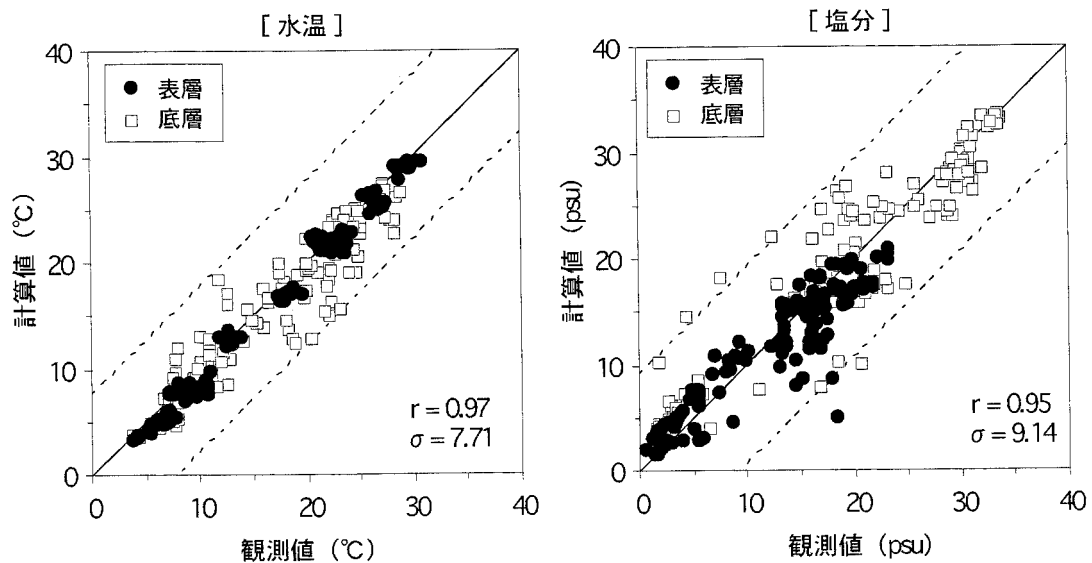 [ 水温 ]
40
30
20
10
0
計算値 (℃)
● 表層
□ 底層
r = 0.97
σ = 7.71
0 10 20 30 40
観測値 (℃)
[ 塩分 ]
40
30
20
10
0
計算値 (psu)
● 表層
□ 底層
r = 0.95
σ = 9.14
0 10 20 30 40
観測値 (psu)